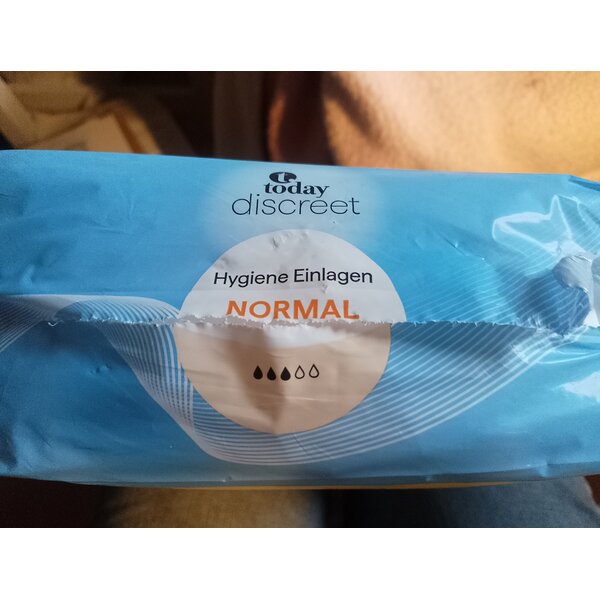 today
discreet
Hygiene Einlagen
NORMAL